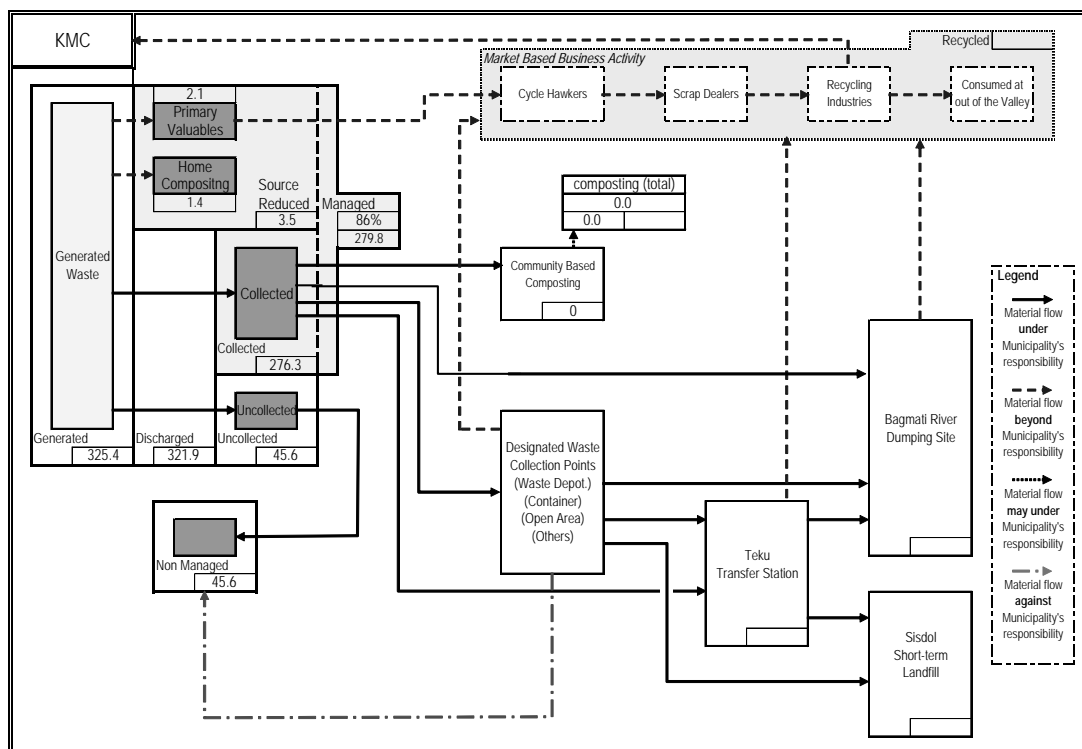 KMC
Recycled
Market Based Business Activity
Cycle Hawkers
Scrap Dealers
Recycling
Industries
Consumed at
out of the Valley
2.1
Primary
Valuables
Home
Compositng
1.4
Source
Reduced
3.5
Managed
86%
279.8
composting (total)
0.0
0.0
Generated
Waste
Collected
Collected
276.3
Community Based
Composting
0
Uncollected
Generated
325.4
Discharged
321.9
Uncollected
45.6
Non Managed
45.6
Designated Waste
Collection Points
(Waste Depot.)
(Container)
(Open Area)
(Others)
Teku
Transfer Station
Bagmati River
Dumping Site
Sisdol
Short-term
Landfill
Legend
Material flow
under
Municipality's
responsibility
Material flow
beyond
Municipality's
responsibility
Material flow
may under
Municipality's
responsibility
Material flow
against
Municipality's
responsibility